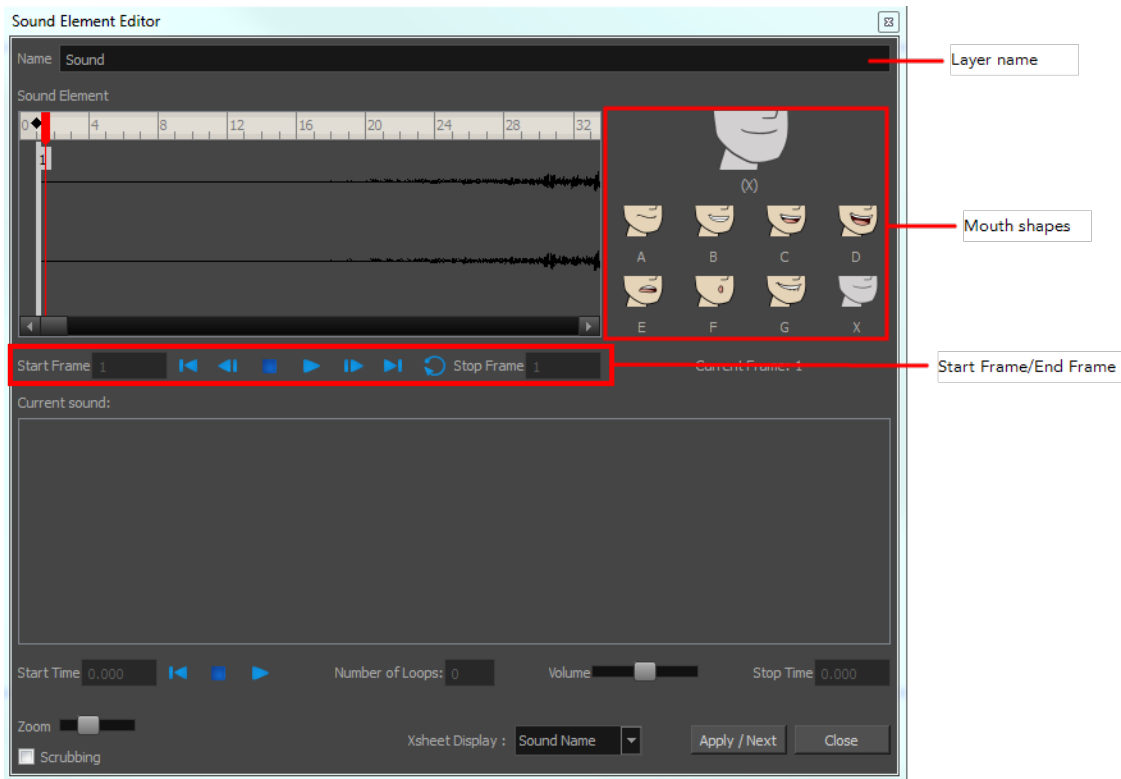 Sound Element Editor
Name Sound
Layer name
Sound Element
0 4 8 12 16 20 24 28 32
1
(X)
Mouth shapes
A B C D
E F G X
Start Frame 1 Stop Frame 1 Current Frame: 1
Start Frame/End Frame
Current sound:
Start Time 0.000 Number of Loops: 0 Volume Stop Time 0.000
Zoom
Xsheet Display : Sound Name Apply / Next Close
Scrubbing